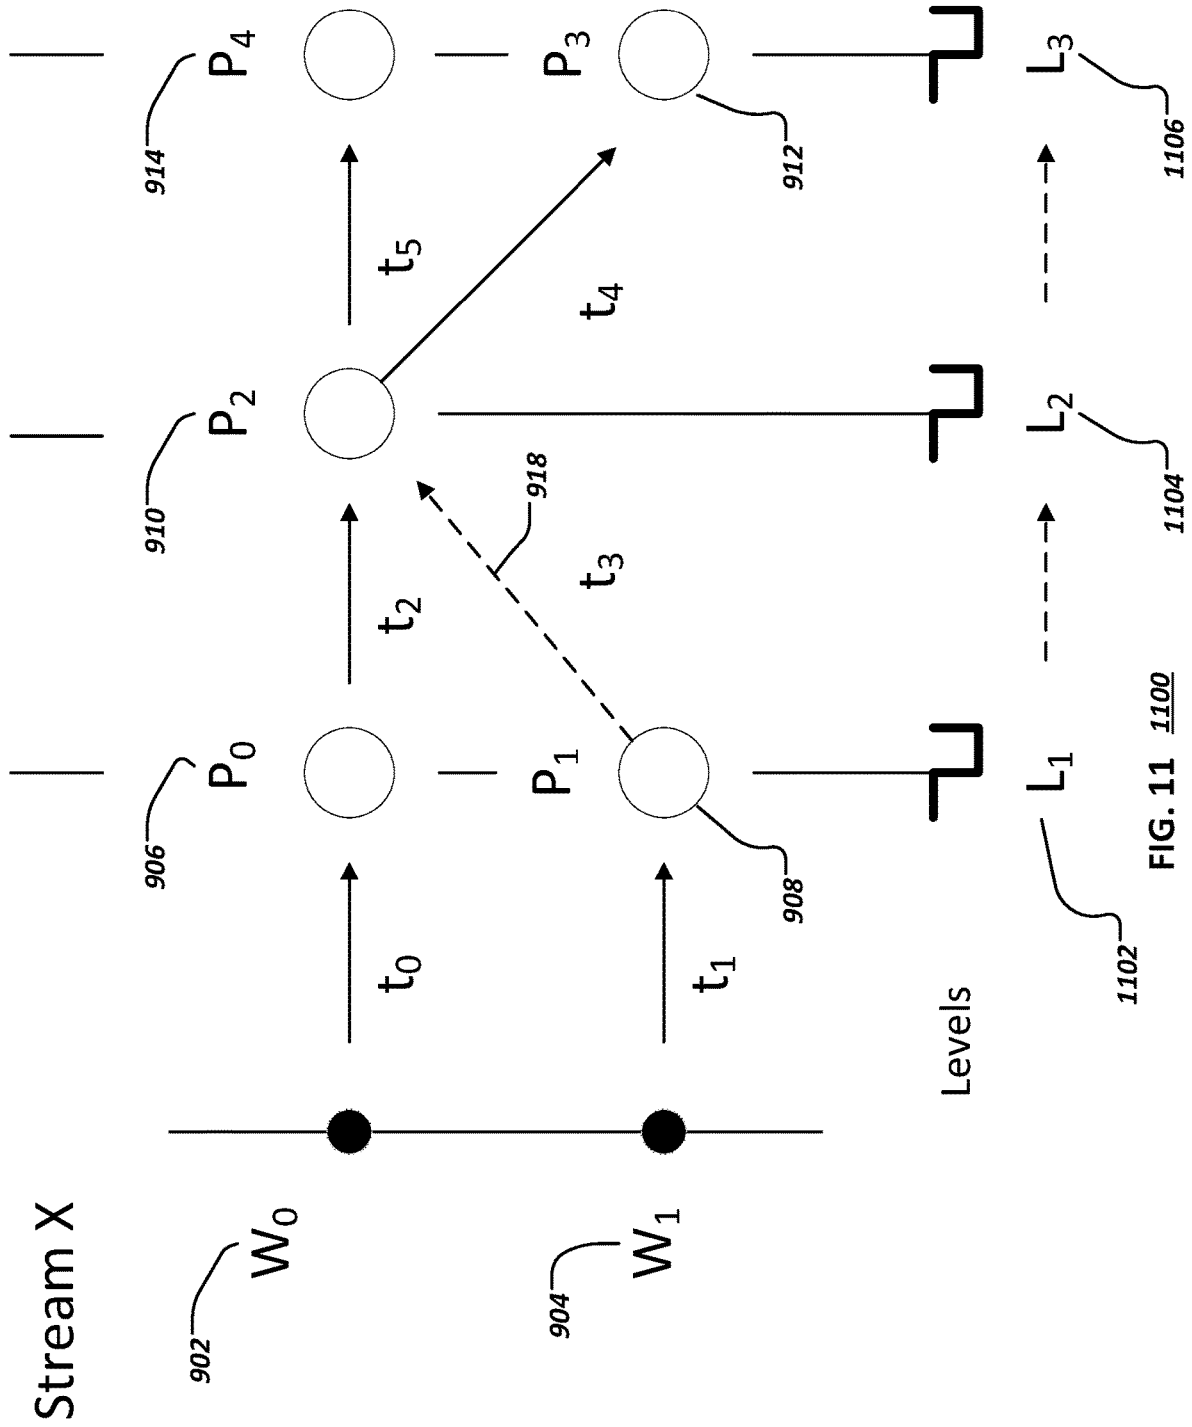 Stream X
902
906
910
914
W0
P0
P2
P4
t0
t2
t5
904
P1
918
P3
t3
t4
W1
t1
908
912
Levels
L1
L2
L3
1102
1104
1106
FIG. 11 1100